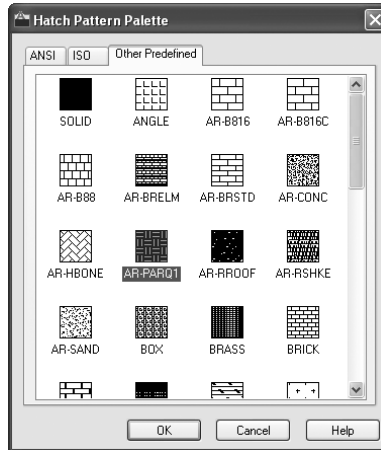 Hatch Pattern Palette
ANSI ISO Other Predefined
SOLID ANGLE AR-B816 AR-B816C
AR-B88 AR-BRELM AR-BRSTD AR-CONC
AR-HBONE AR-PARQ1 AR-RROOF AR-RSHKE
AR-SAND BOX BRASS BRICK
OK Cancel Help